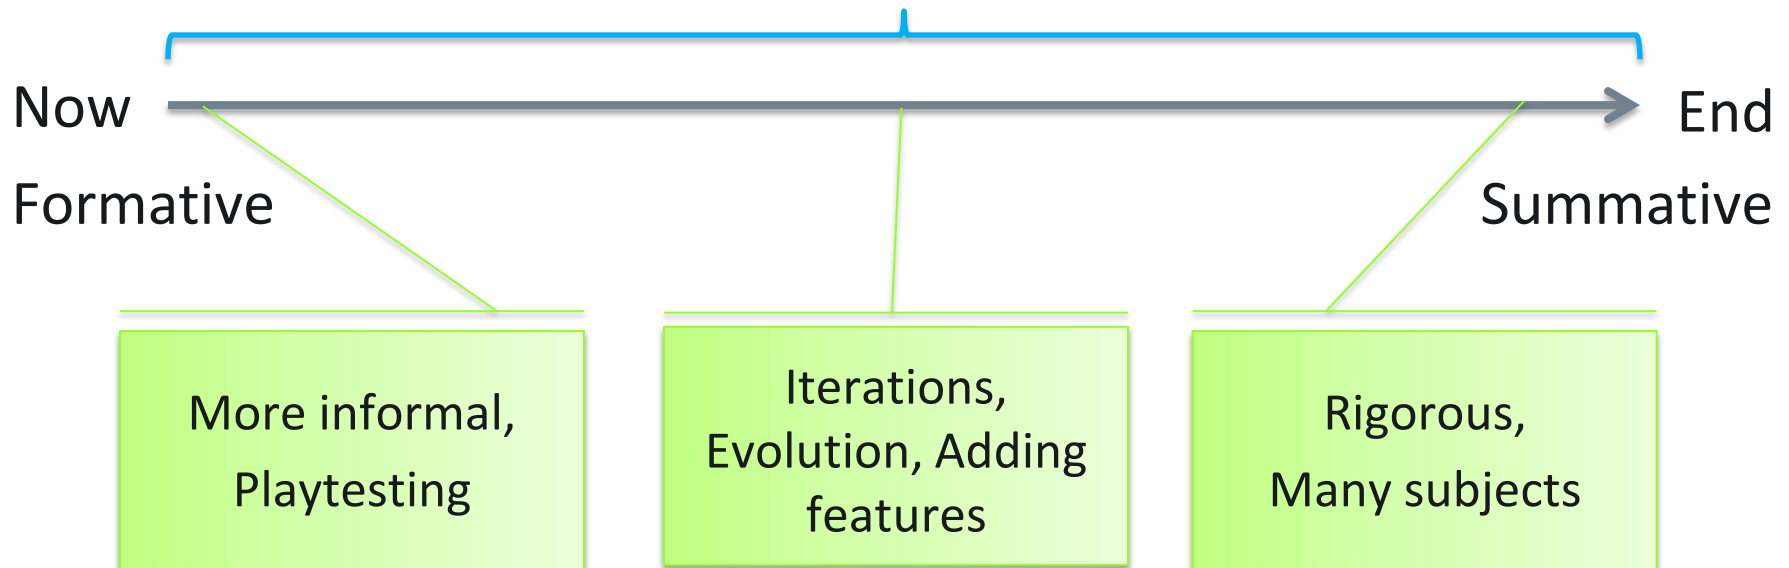 Now
End
Formative
Summative
More informal,
Playtesting
Iterations,
Evolution, Adding
features
Rigorous,
Many subjects